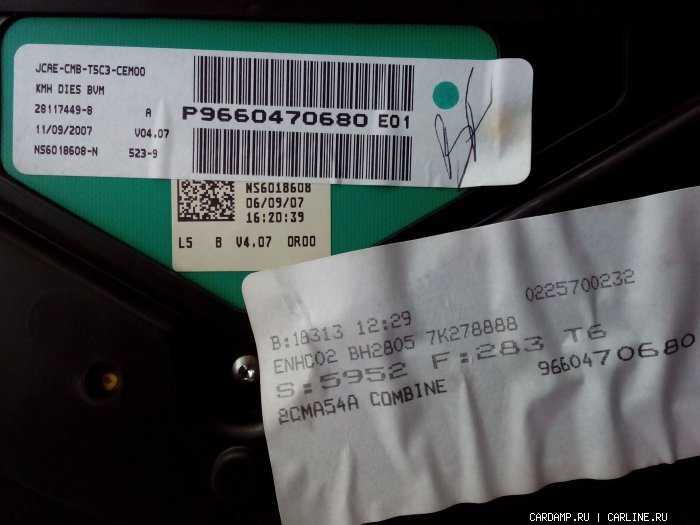 JCAE-CMB-T5C3-CEM00
KMH DIES BVM
28117449-8 A
11/09/2007 V04.07
NS6018608-N 523-9
P9660470680 E01
NS6018608
06/09/07
16:20:39
L5 B V4.07 0R00
0225700232
B:18313 12:29
ENHC02 BH2805 7K278888
S:5952 F:283 T6
9660470680
2CMA54A COMBINE
CARDAMP.RU | CARLINE.RU